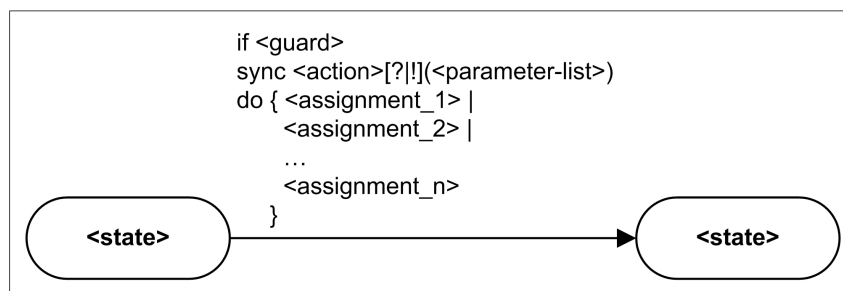 if <guard>
sync <action>[?|!](<parameter-list>)
do { <assignment_1> |
<assignment_2> |
…
<assignment_n>
}
<state>
<state>